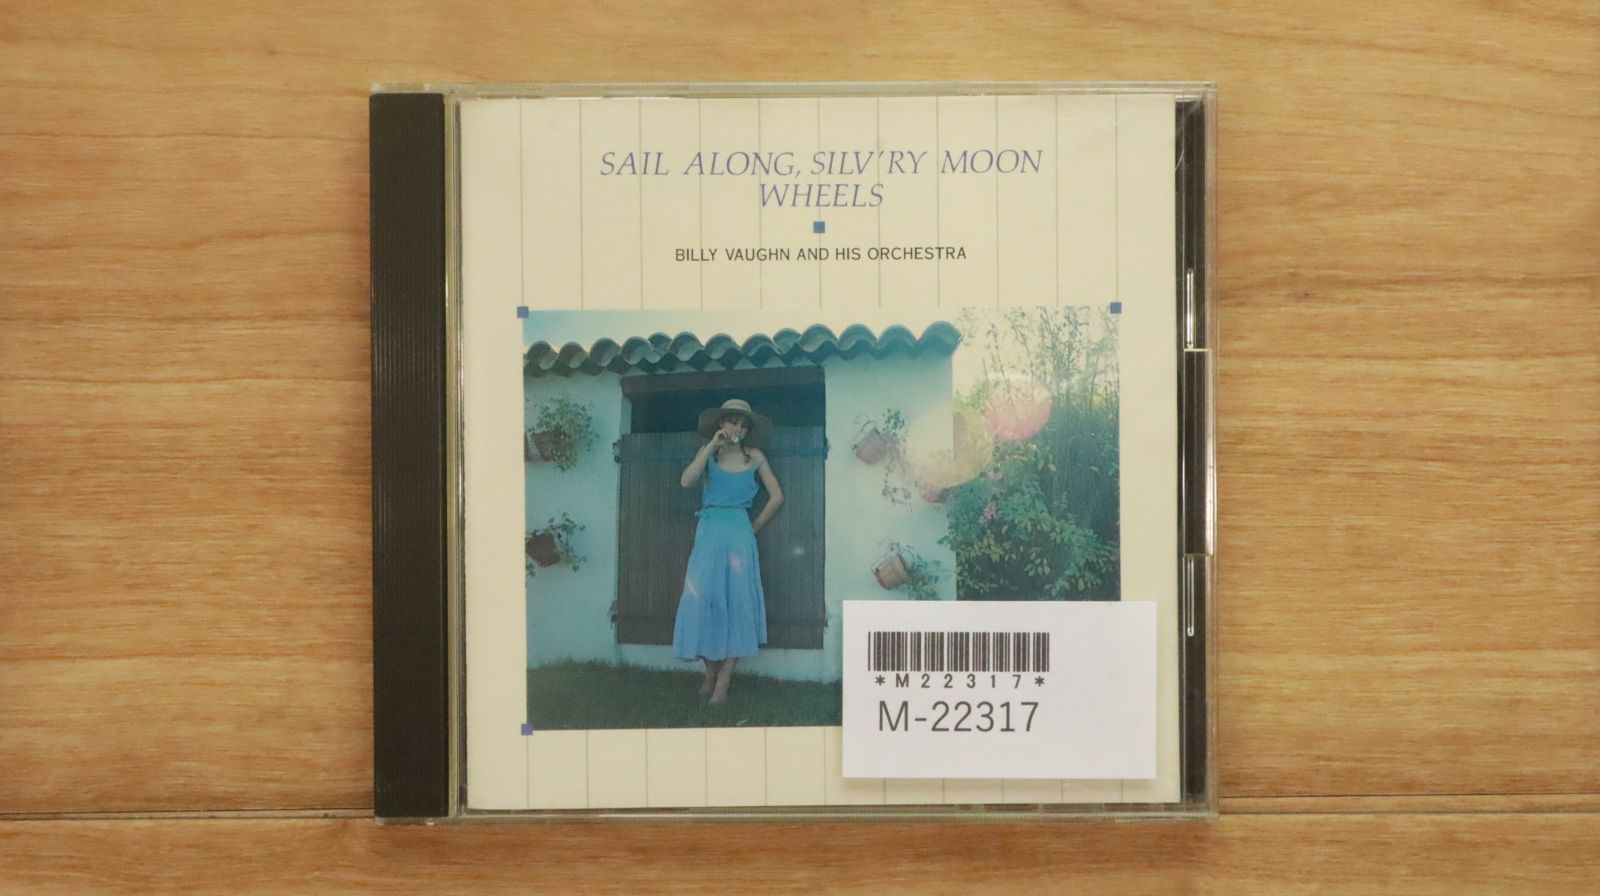 SAIL ALONG, SILV'RY MOON
WHEELS
BILLY VAUGHN AND HIS ORCHESTRA
*M22317*
M-22317